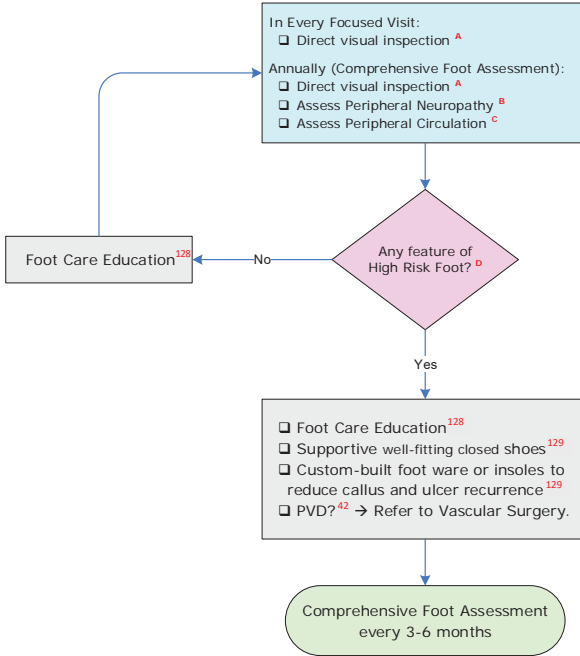 In Every Focused Visit:
❑ Direct visual inspection A
Annually (Comprehensive Foot Assessment):
❑ Direct visual inspection A
❑ Assess Peripheral Neuropathy B
❑ Assess Peripheral Circulation C
Any feature of
High Risk Foot? D
No
Foot Care Education128
Yes
❑ Foot Care Education128
❑ Supportive well-fitting closed shoes129
❑ Custom-built foot ware or insoles to
reduce callus and ulcer recurrence129
❑ PVD?42 → Refer to Vascular Surgery.
Comprehensive Foot Assessment
every 3-6 months